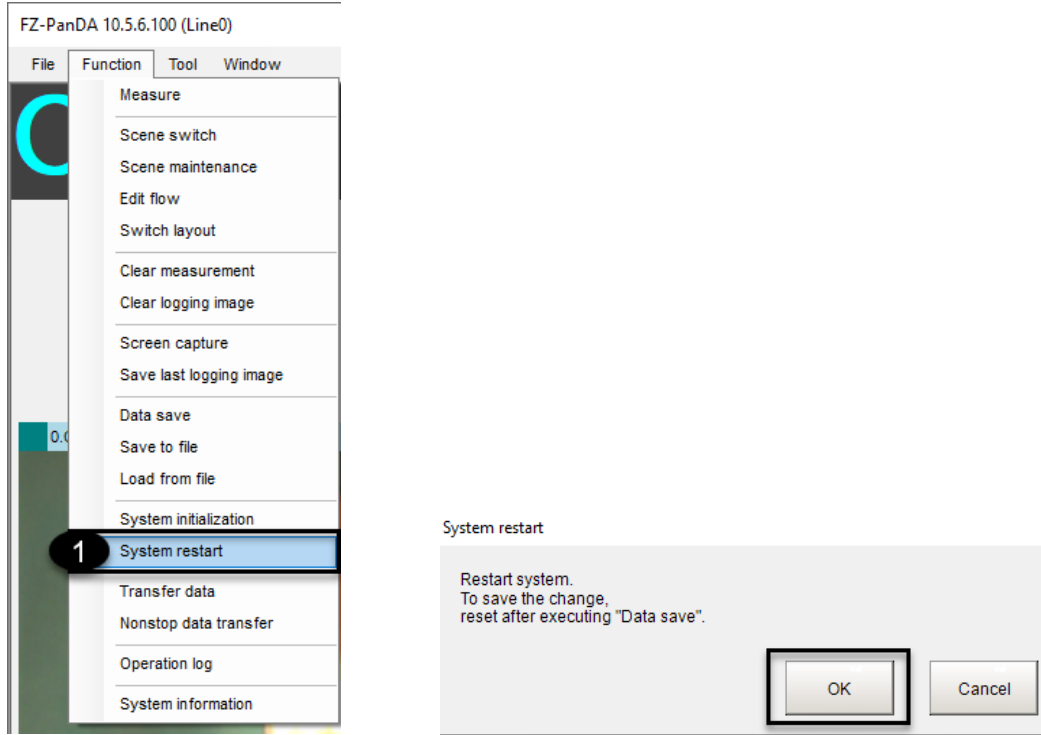 FZ-PanDA 10.5.6.100 (Line0)
File Function Tool Window
Measure
Scene switch
Scene maintenance
Edit flow
Switch layout
Clear measurement
Clear logging image
Screen capture
Save last logging image
Data save
Save to file
Load from file
System initialization
1 System restart
Transfer data
Nonstop data transfer
Operation log
System information
System restart
Restart system.
To save the change,
reset after executing "Data save".
OK Cancel